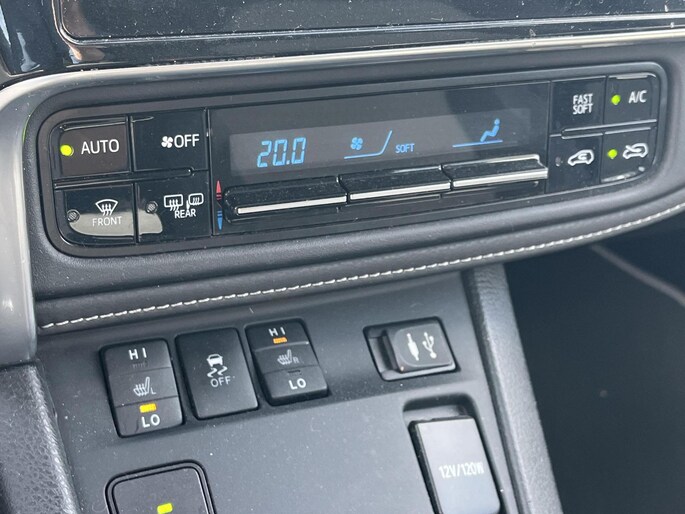 AUTO
OFF
FRONT
REAR
20.0
SOFT
FAST
SOFT
A/C
HI
L
LO
OFF
HI
R
LO
12V/120W